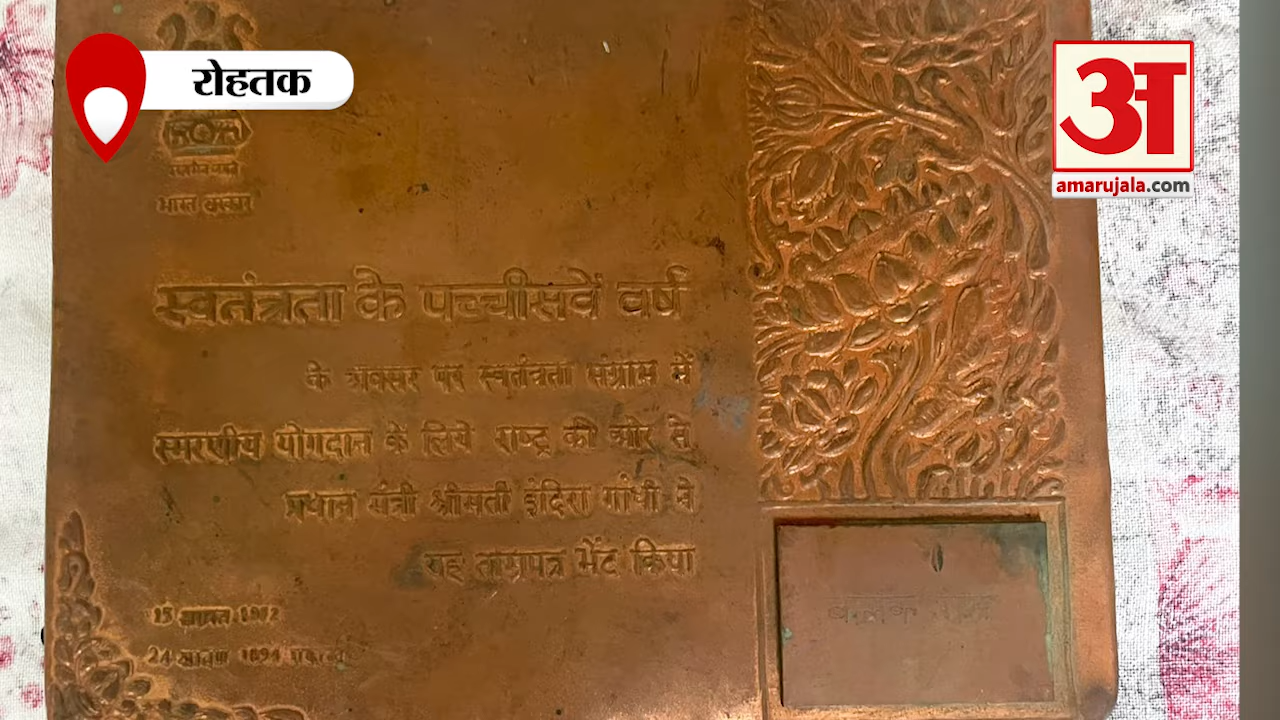 रोहतक
अ
amarujala.com
भारत सरकार
स्वतंत्रता के पच्चीसवें वर्ष
के अवसर पर स्वतंत्रता संग्राम में
स्मरणीय योगदान के लिये राष्ट्र की ओर से
प्रधान मंत्री श्रीमती इंदिरा गांधी ने
यह ताम्रपत्र भेंट किया
15 अगस्त 1972
24 श्रावण 1894